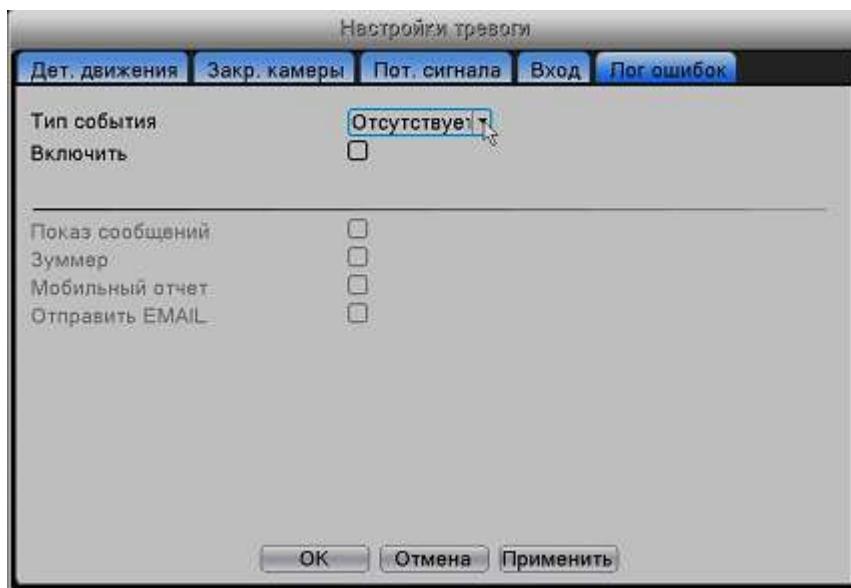 Настройки тревоги
Дет. движения Закр. камеры Пот. сигнала Вход Лог ошибок
Тип события Отсутствует
Включить
Показ сообщений
Зуммер
Мобильный отчет
Отправить EMAIL
OK Отмена Применить